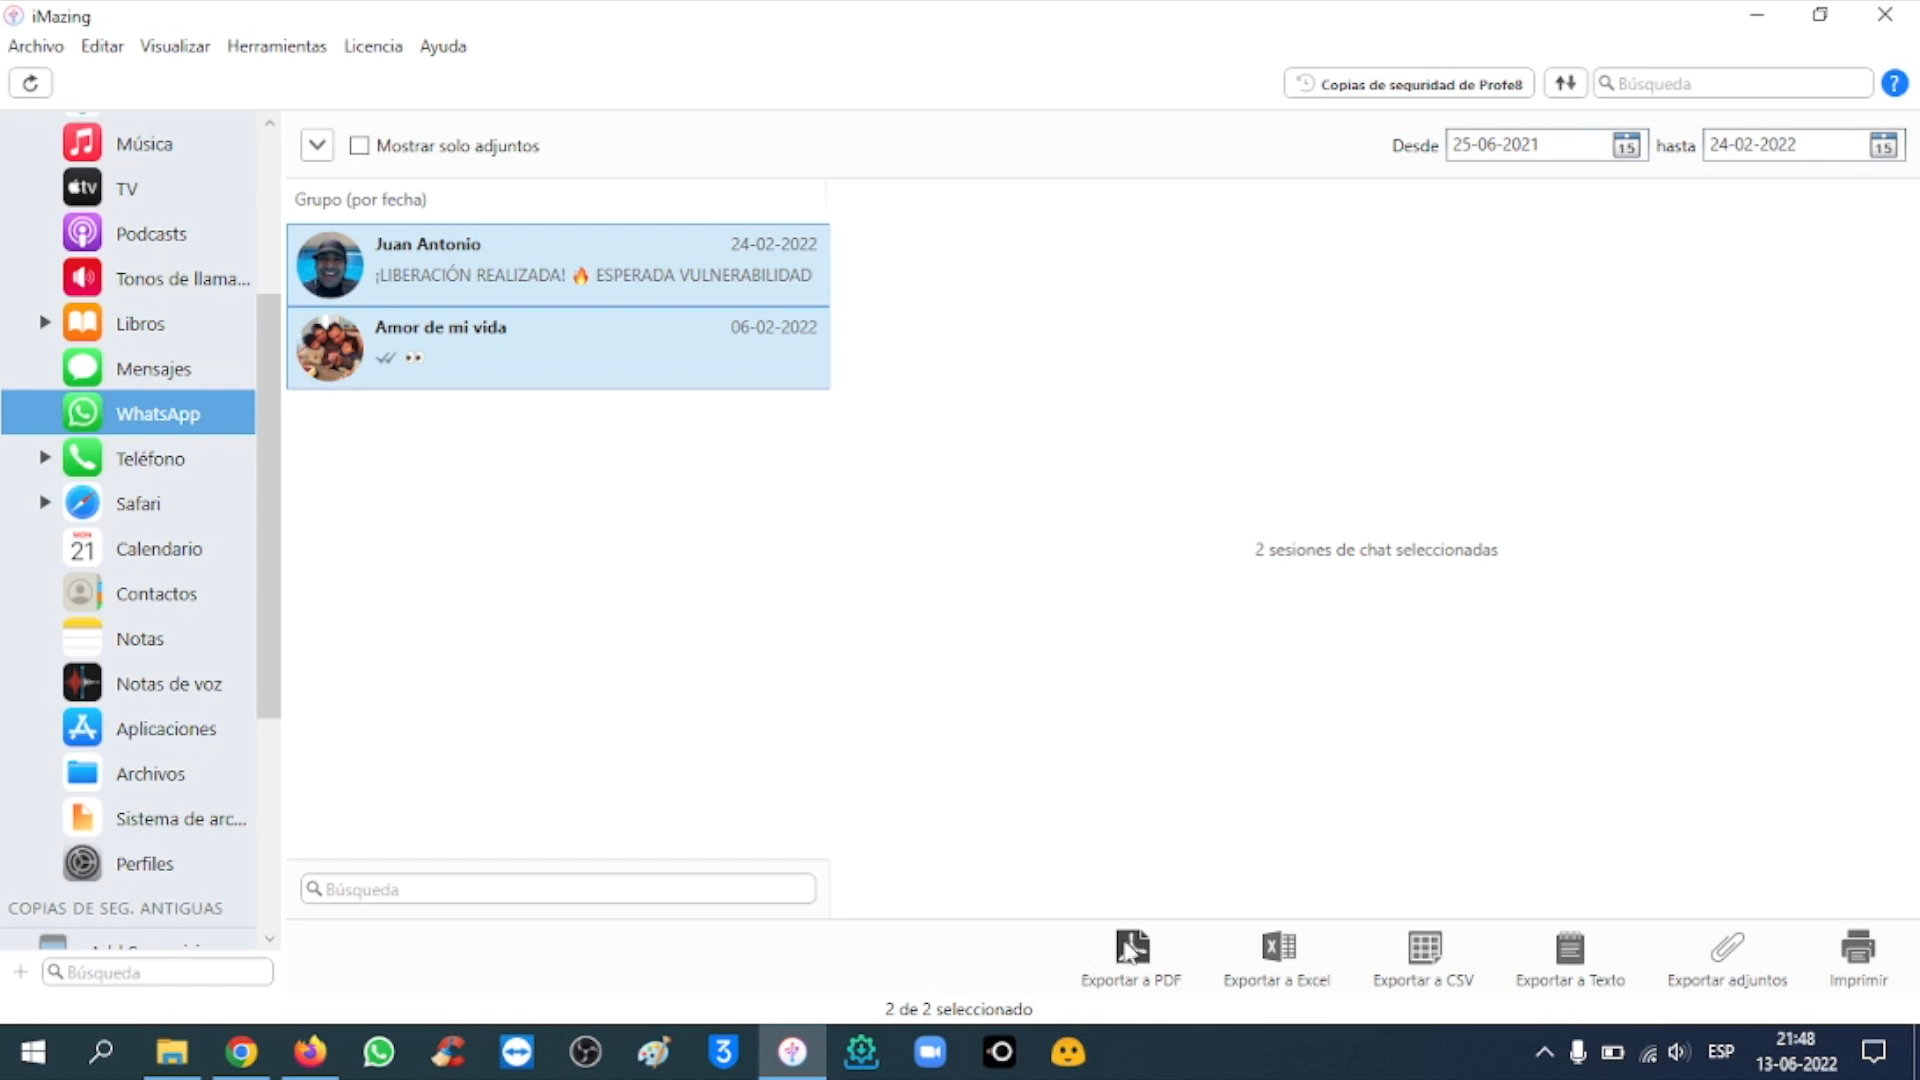 iMazing
Archivo Editar Visualizar Herramientas Licencia Ayuda
Copias de seguridad de Profe8
Búsqueda
?
Música
tv TV
Podcasts
Tonos de llama...
Libros
Mensajes
WhatsApp
Teléfono
Safari
MON
21 Calendario
Contactos
Notas
Notas de voz
Aplicaciones
Archivos
Sistema de arc...
Perfiles
COPIAS DE SEG. ANTIGUAS
Búsqueda
Mostrar solo adjuntos
Desde 25-06-2021 15 hasta 24-02-2022 15
Grupo (por fecha)
Juan Antonio 24-02-2022
¡LIBERACIÓN REALIZADA! 🔥 ESPERADA VULNERABILIDAD
Amor de mi vida 06-02-2022
👀
2 sesiones de chat seleccionadas
Búsqueda
Exportar a PDF Exportar a Excel Exportar a CSV Exportar a Texto Exportar adjuntos Imprimir
2 de 2 seleccionado
3
ESP
21:48
13-06-2022